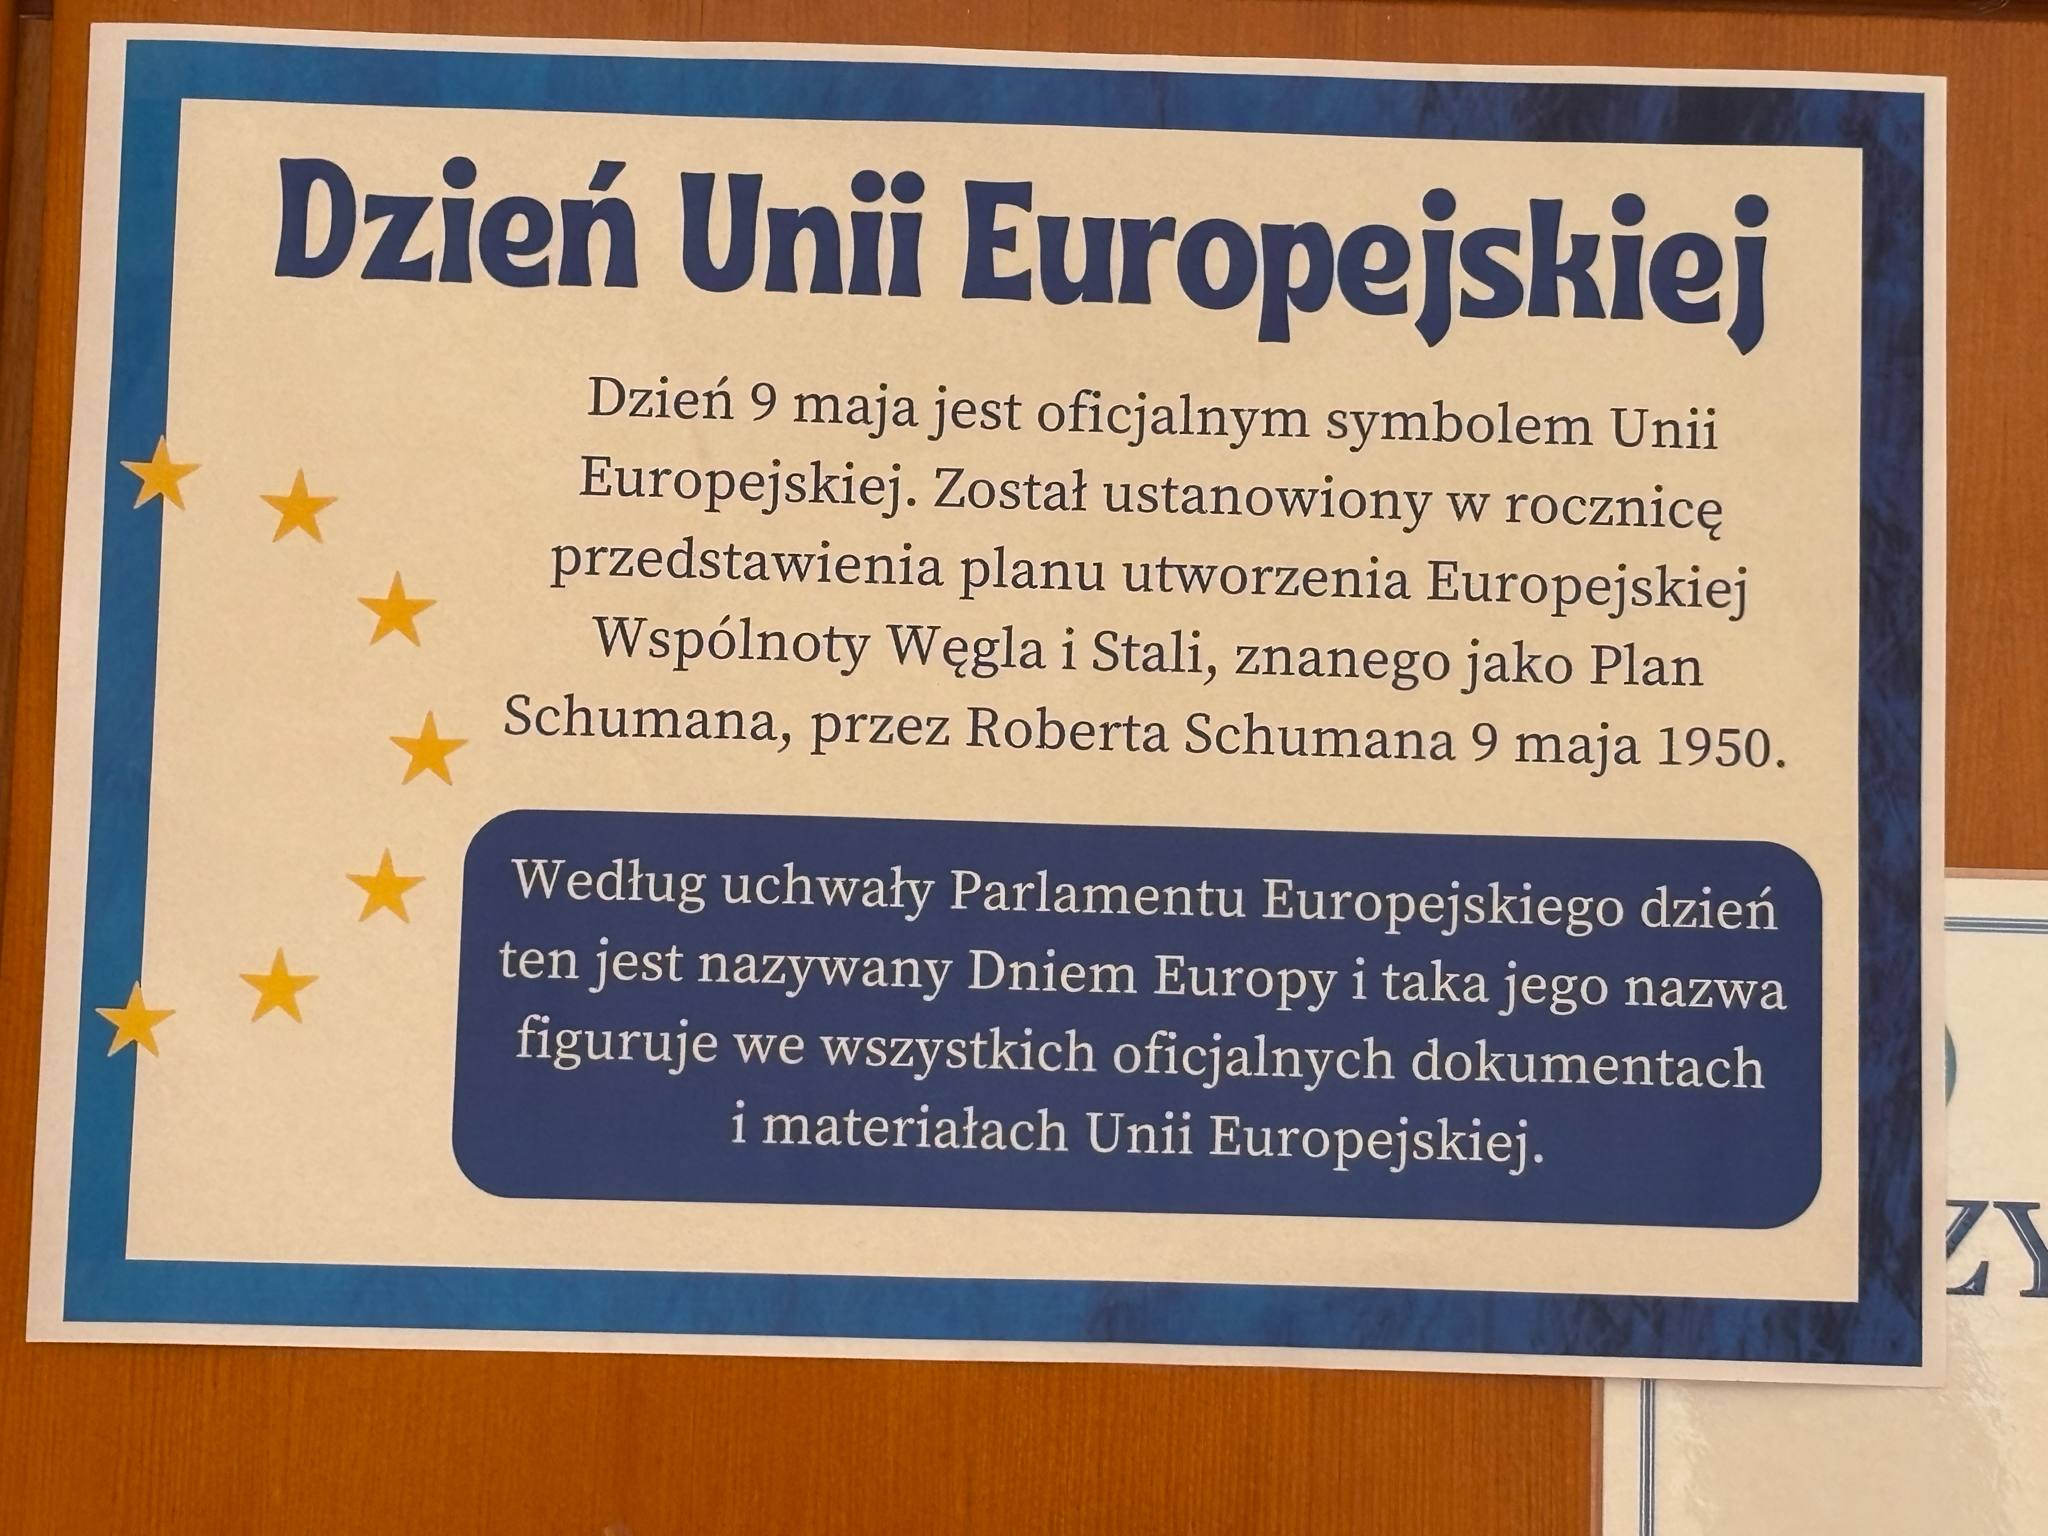 Dzień Unii Europejskiej
Dzień 9 maja jest oficjalnym symbolem Unii
Europejskiej. Został ustanowiony w rocznicę
przedstawienia planu utworzenia Europejskiej
Wspólnoty Węgla i Stali, znanego jako Plan
Schumana, przez Roberta Schumana 9 maja 1950.
Według uchwały Parlamentu Europejskiego dzień
ten jest nazywany Dniem Europy i taka jego nazwa
figuruje we wszystkich oficjalnych dokumentach
i materiałach Unii Europejskiej.